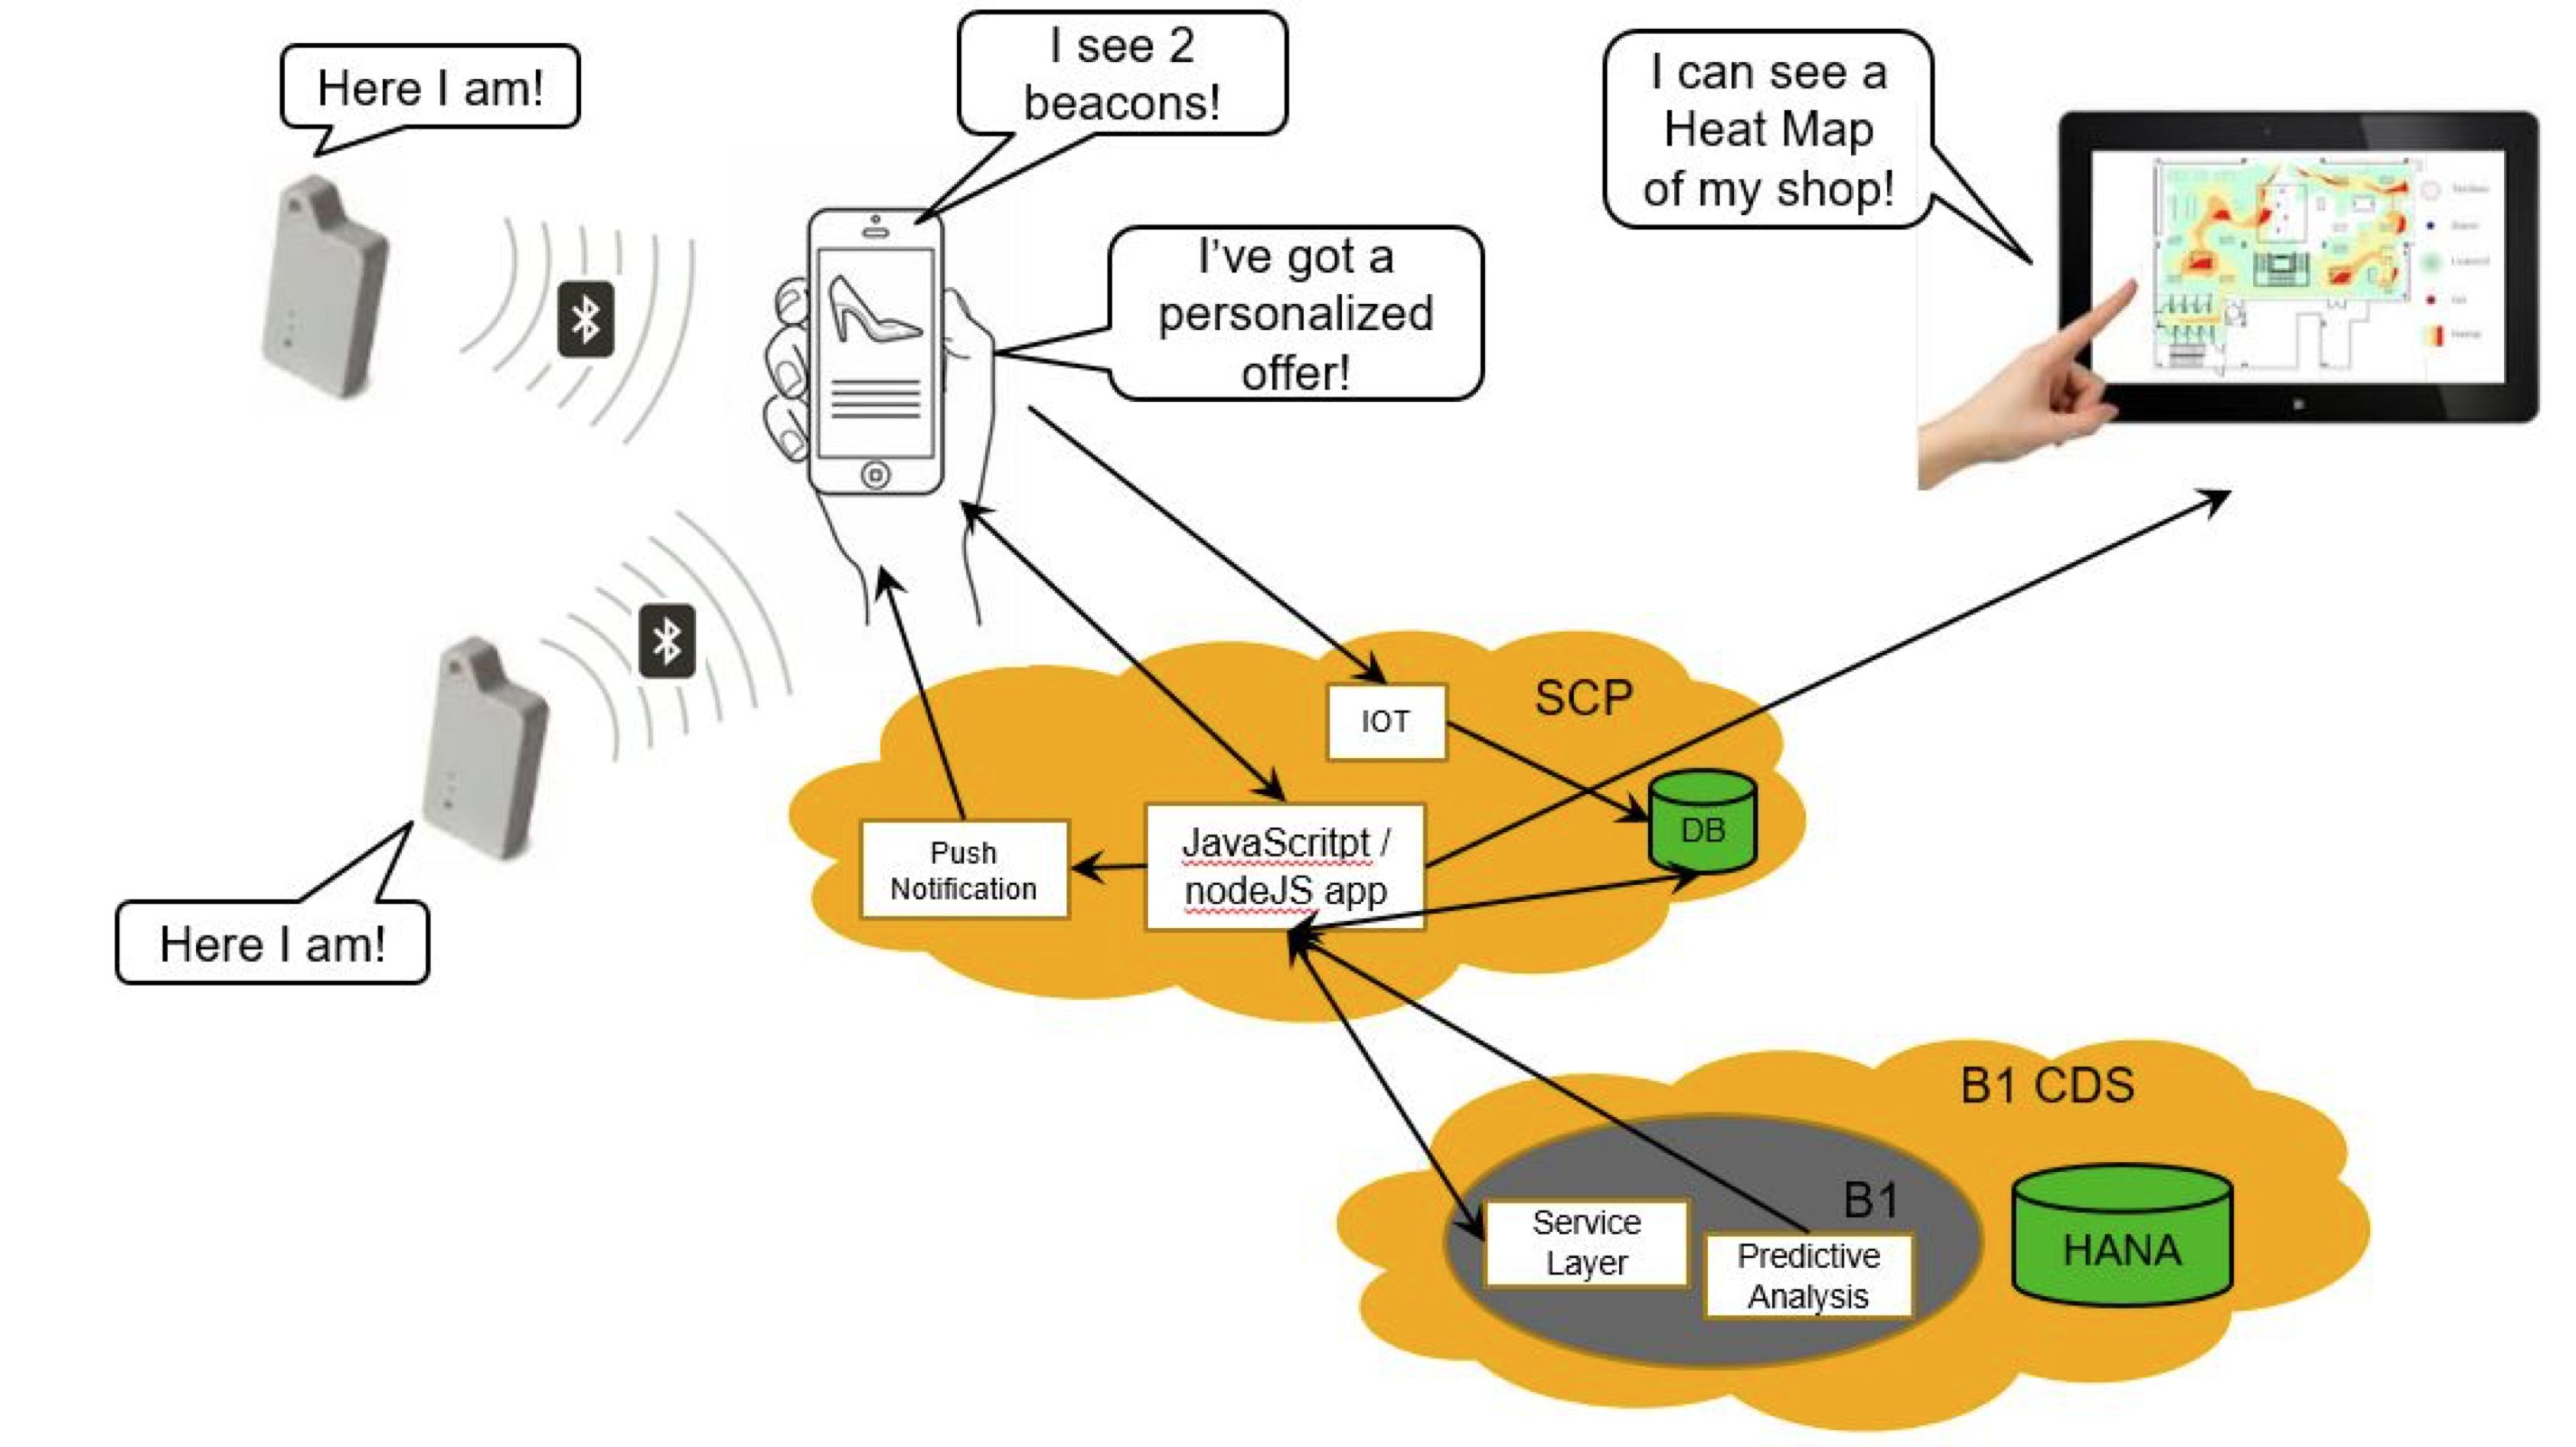 Here I am!
I see 2
beacons!
I can see a
Heat Map
of my shop!
I've got a
personalized
offer!
SCP
IOT
DB
JavaScritpt /
nodeJS app
Push
Notification
Here I am!
B1 CDS
B1
Service
Layer
Predictive
Analysis
HANA